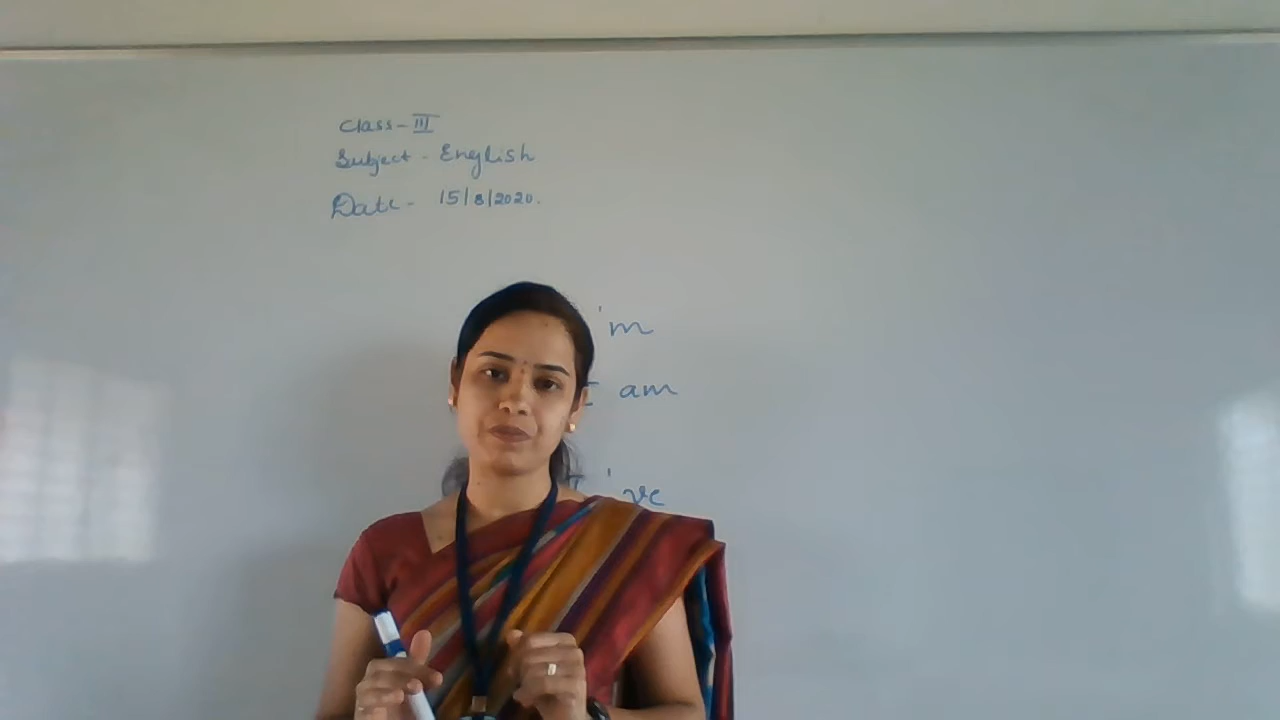 Class - III
Subject - English
Date - 15/8/2020.
'm
I am
I 've